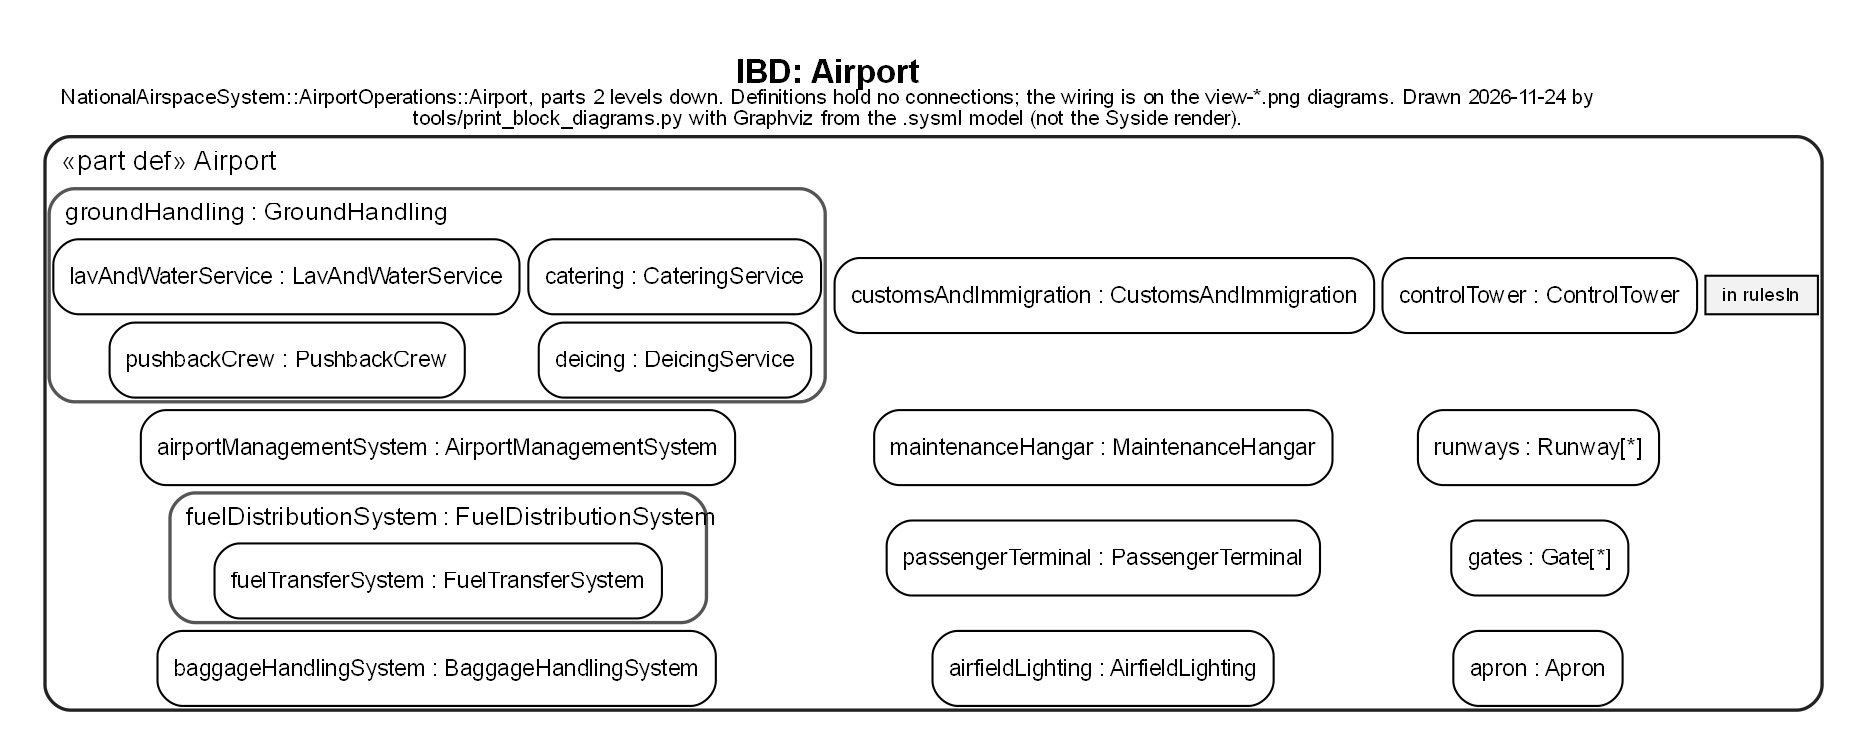 IBD: Airport
NationalAirspaceSystem::AirportOperations::Airport, parts 2 levels down. Definitions hold no connections; the wiring is on the view-*.png diagrams. Drawn 2026-11-24 by
tools/print_block_diagrams.py with Graphviz from the .sysml model (not the Syside render).
«part def» Airport
groundHandling : GroundHandling
lavAndWaterService : LavAndWaterService
catering : CateringService
pushbackCrew : PushbackCrew
deicing : DeicingService
customsAndImmigration : CustomsAndImmigration
controlTower : ControlTower
in rulesIn
airportManagementSystem : AirportManagementSystem
maintenanceHangar : MaintenanceHangar
runways : Runway[*]
fuelDistributionSystem : FuelDistributionSystem
fuelTransferSystem : FuelTransferSystem
passengerTerminal : PassengerTerminal
gates : Gate[*]
baggageHandlingSystem : BaggageHandlingSystem
airfieldLighting : AirfieldLighting
apron : Apron